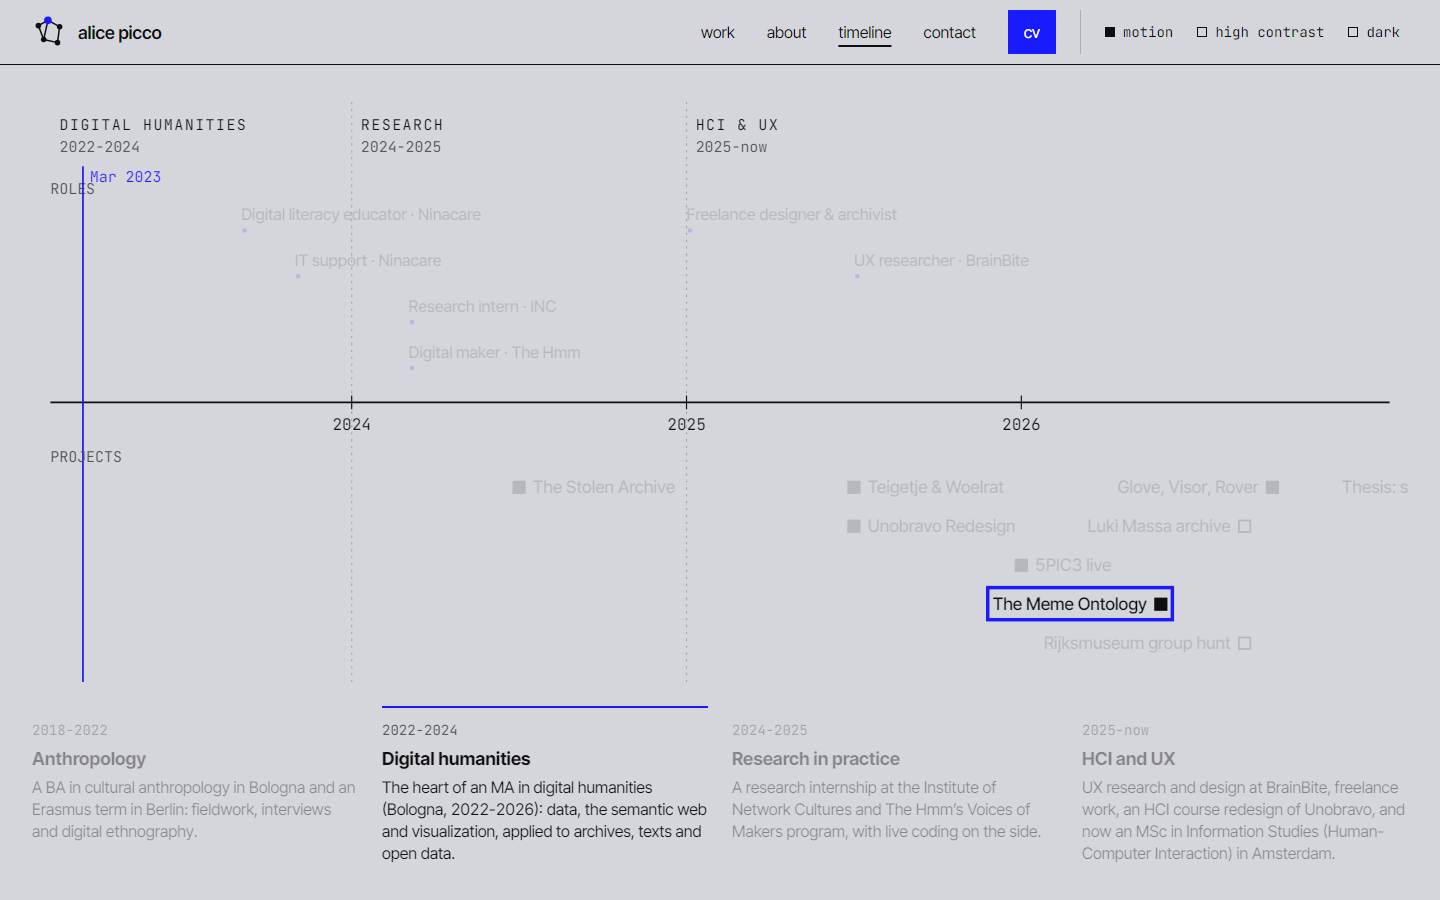 alice picco
work about timeline contact cv motion high contrast dark
DIGITAL HUMANITIES RESEARCH HCI & UX
2022-2024 2024-2025 2025-now
Mar 2023
ROLES
Digital literacy educator · Ninacare Freelance designer & archivist
IT support · Ninacare UX researcher · BrainBite
Research intern · INC
Digital maker · The Hmm
2024 2025 2026
PROJECTS
The Stolen Archive Teigetje & Woelrat Glove, Visor, Rover Thesis: s
Unobravo Redesign Luki Massa archive
5PIC3 live
The Meme Ontology
Rijksmuseum group hunt
2018-2022
Anthropology
A BA in cultural anthropology in Bologna and an
Erasmus term in Berlin: fieldwork, interviews
and digital ethnography.
2022-2024
Digital humanities
The heart of an MA in digital humanities
(Bologna, 2022-2026): data, the semantic web
and visualization, applied to archives, texts and
open data.
2024-2025
Research in practice
A research internship at the Institute of
Network Cultures and The Hmm's Voices of
Makers program, with live coding on the side.
2025-now
HCI and UX
UX research and design at BrainBite, freelance
work, an HCI course redesign of Unobravo, and
now an MSc in Information Studies (Human-
Computer Interaction) in Amsterdam.